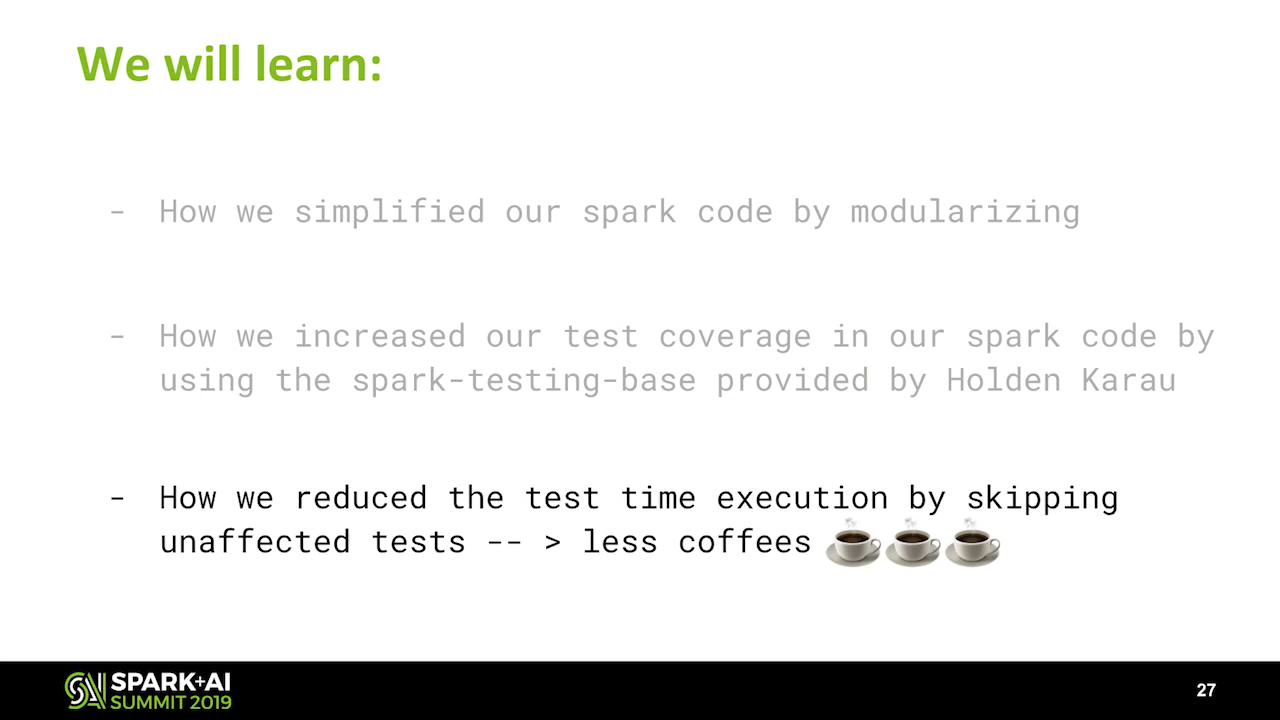 We will learn:
- How we simplified our spark code by modularizing
- How we increased our test coverage in our spark code by
using the spark-testing-base provided by Holden Karau
- How we reduced the test time execution by skipping
unaffected tests -- > less coffees
SPARK+AI
SUMMIT 2019
27